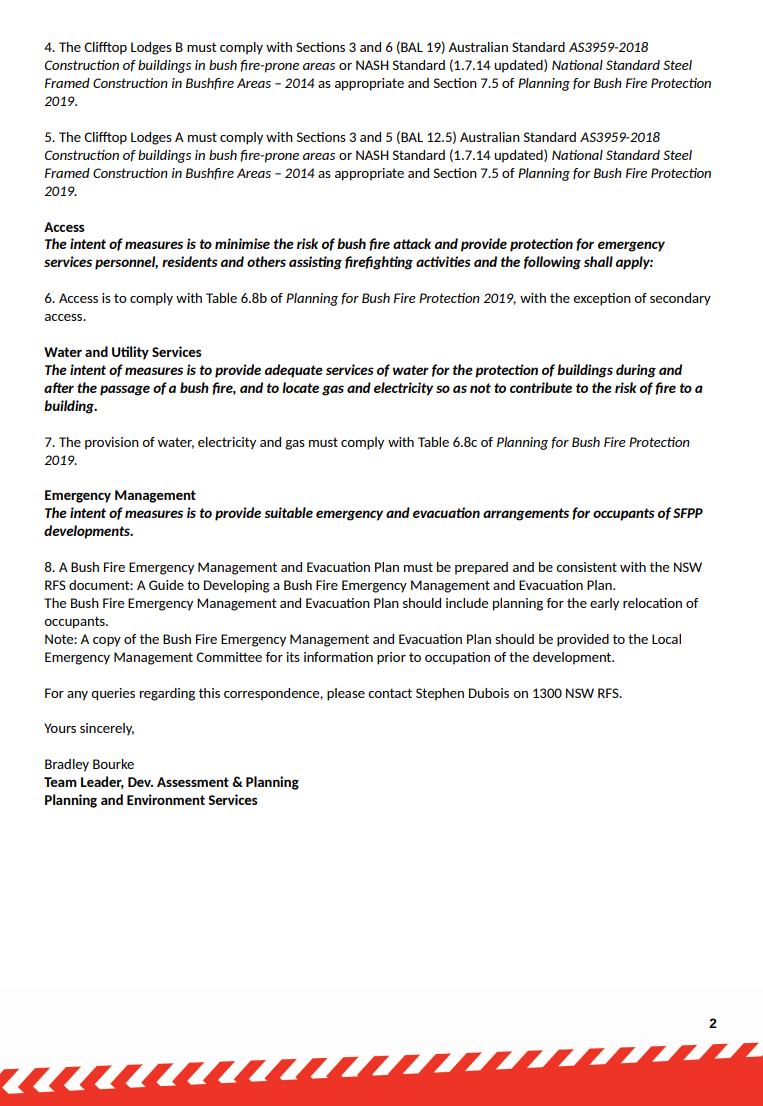 4. The Clifftop Lodges B must comply with Sections 3 and 6 (BAL 19) Australian Standard AS3959-2018
Construction of buildings in bush fire-prone areas or NASH Standard (1.7.14 updated) National Standard Steel
Framed Construction in Bushfire Areas – 2014 as appropriate and Section 7.5 of Planning for Bush Fire Protection
2019.
5. The Clifftop Lodges A must comply with Sections 3 and 5 (BAL 12.5) Australian Standard AS3959-2018
Construction of buildings in bush fire-prone areas or NASH Standard (1.7.14 updated) National Standard Steel
Framed Construction in Bushfire Areas – 2014 as appropriate and Section 7.5 of Planning for Bush Fire Protection
2019.
Access
The intent of measures is to minimise the risk of bush fire attack and provide protection for emergency
services personnel, residents and others assisting firefighting activities and the following shall apply:
6. Access is to comply with Table 6.8b of Planning for Bush Fire Protection 2019, with the exception of secondary
access.
Water and Utility Services
The intent of measures is to provide adequate services of water for the protection of buildings during and
after the passage of a bush fire, and to locate gas and electricity so as not to contribute to the risk of fire to a
building.
7. The provision of water, electricity and gas must comply with Table 6.8c of Planning for Bush Fire Protection
2019.
Emergency Management
The intent of measures is to provide suitable emergency and evacuation arrangements for occupants of SFPP
developments.
8. A Bush Fire Emergency Management and Evacuation Plan must be prepared and be consistent with the NSW
RFS document: A Guide to Developing a Bush Fire Emergency Management and Evacuation Plan.
The Bush Fire Emergency Management and Evacuation Plan should include planning for the early relocation of
occupants.
Note: A copy of the Bush Fire Emergency Management and Evacuation Plan should be provided to the Local
Emergency Management Committee for its information prior to occupation of the development.
For any queries regarding this correspondence, please contact Stephen Dubois on 1300 NSW RFS.
Yours sincerely,
Bradley Bourke
Team Leader, Dev. Assessment & Planning
Planning and Environment Services
2